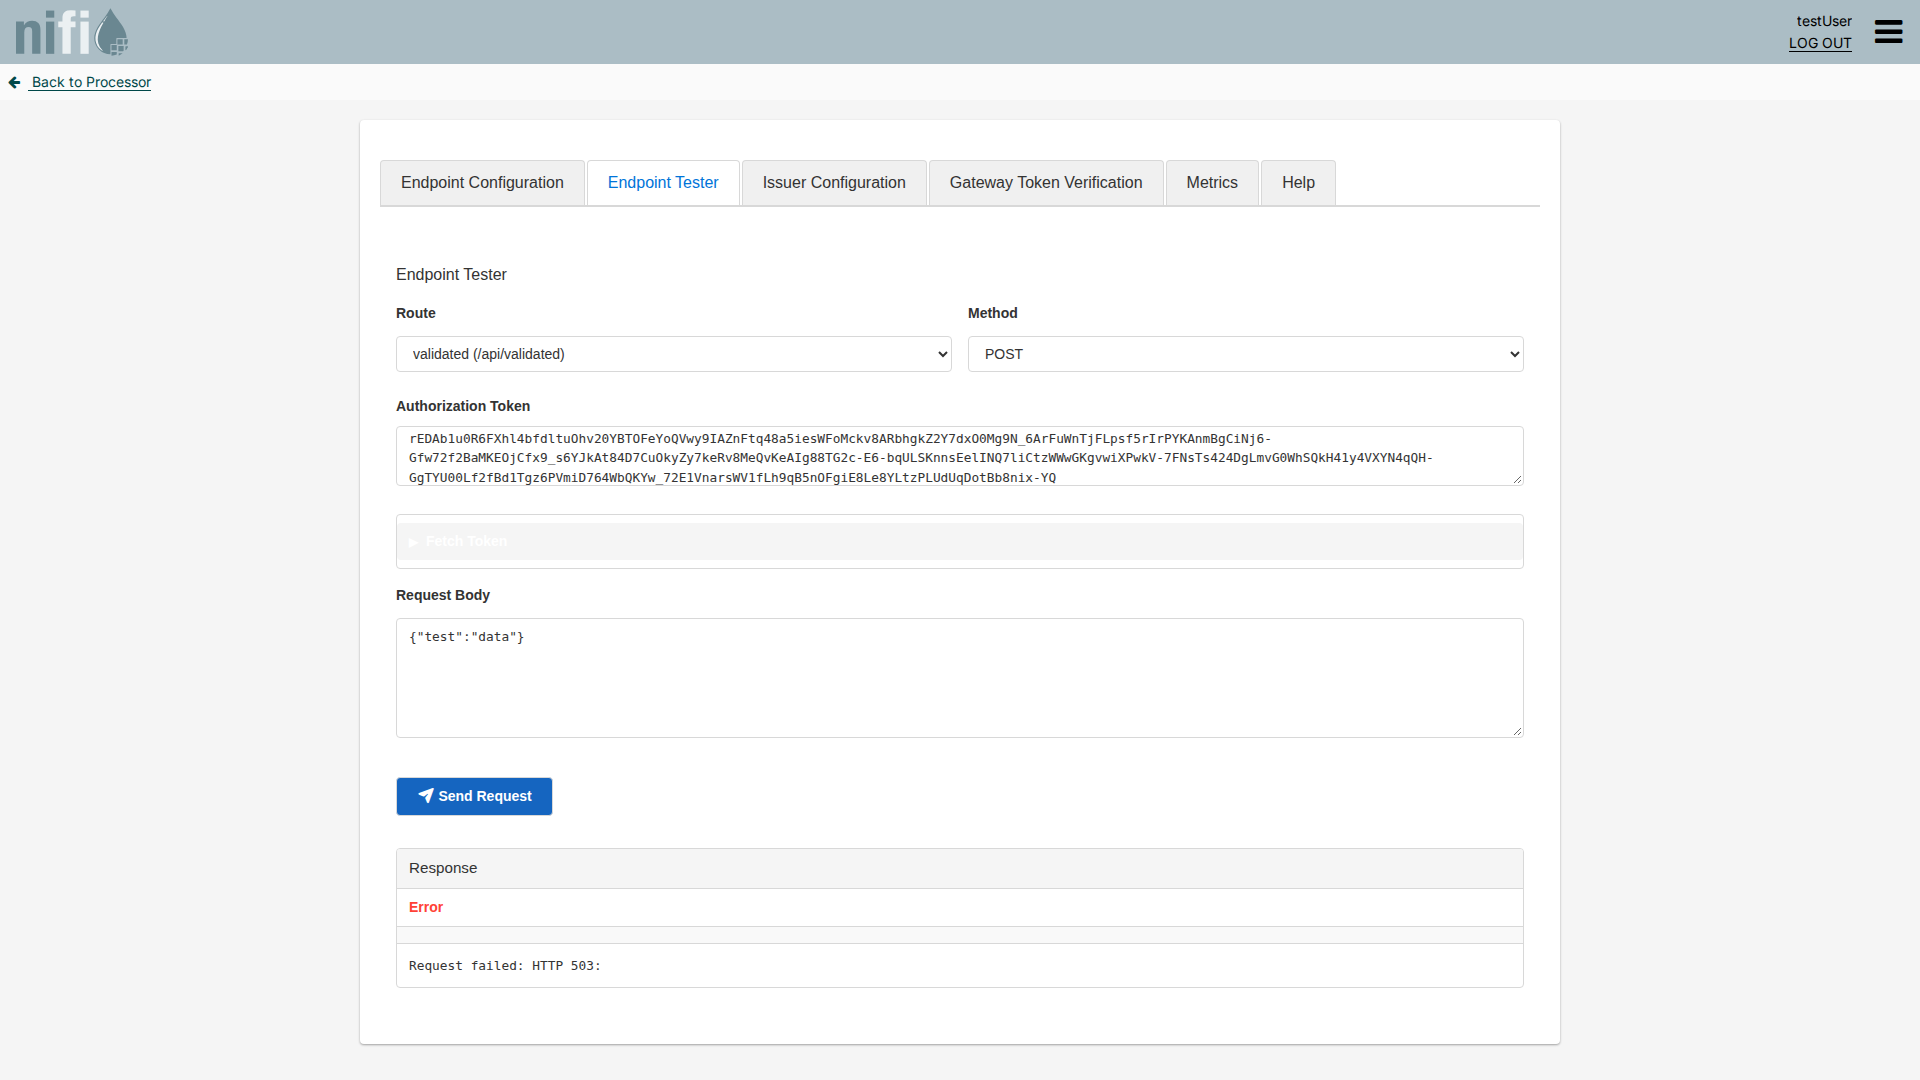 nifi
testUser
LOG OUT
Back to Processor
Endpoint Configuration
Endpoint Tester
Issuer Configuration
Gateway Token Verification
Metrics
Help
Endpoint Tester
Route
Method
validated (/api/validated)
POST
Authorization Token
rEDAb1u0R6FXhl4bfdltuOhv20YBTOFeYoQVwy9IAZnFtq48a5iesWFoMckv8ARbhgkZ2Y7dxO0Mg9N_6ArFuWnTjFLpsf5rIrPYKAnmBgCiNj6-
Gfw72f2BaMKEOjCfx9_s6YJkAt84D7CuOkyZy7keRv8MeQvKeAIg88TG2c-E6-bqULSKnnsEelINQ7liCtzWWwGKgvwiXPwkV-7FNsTs424DgLmvG0WhSQkH41y4VXYN4qQH-
GgTYU00Lf2fBd1Tgz6PVmiD764WbQKYw_72E1VnarsWV1fLh9qB5nOFgiE8Le8YLtzPLUdUqDotBb8nix-YQ
Fetch Token
Request Body
{"test":"data"}
Send Request
Response
Error
Request failed: HTTP 503: